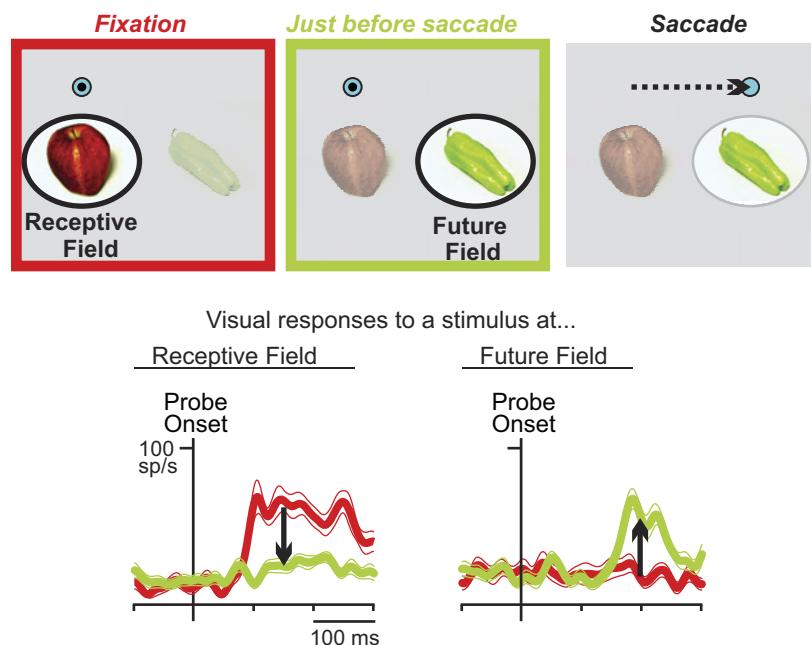 Fixation
Just before saccade
Saccade
Receptive
Field
Future
Field
Visual responses to a stimulus at...
Receptive Field
Future Field
Probe
Onset
Probe
Onset
100
sp/s
100 ms